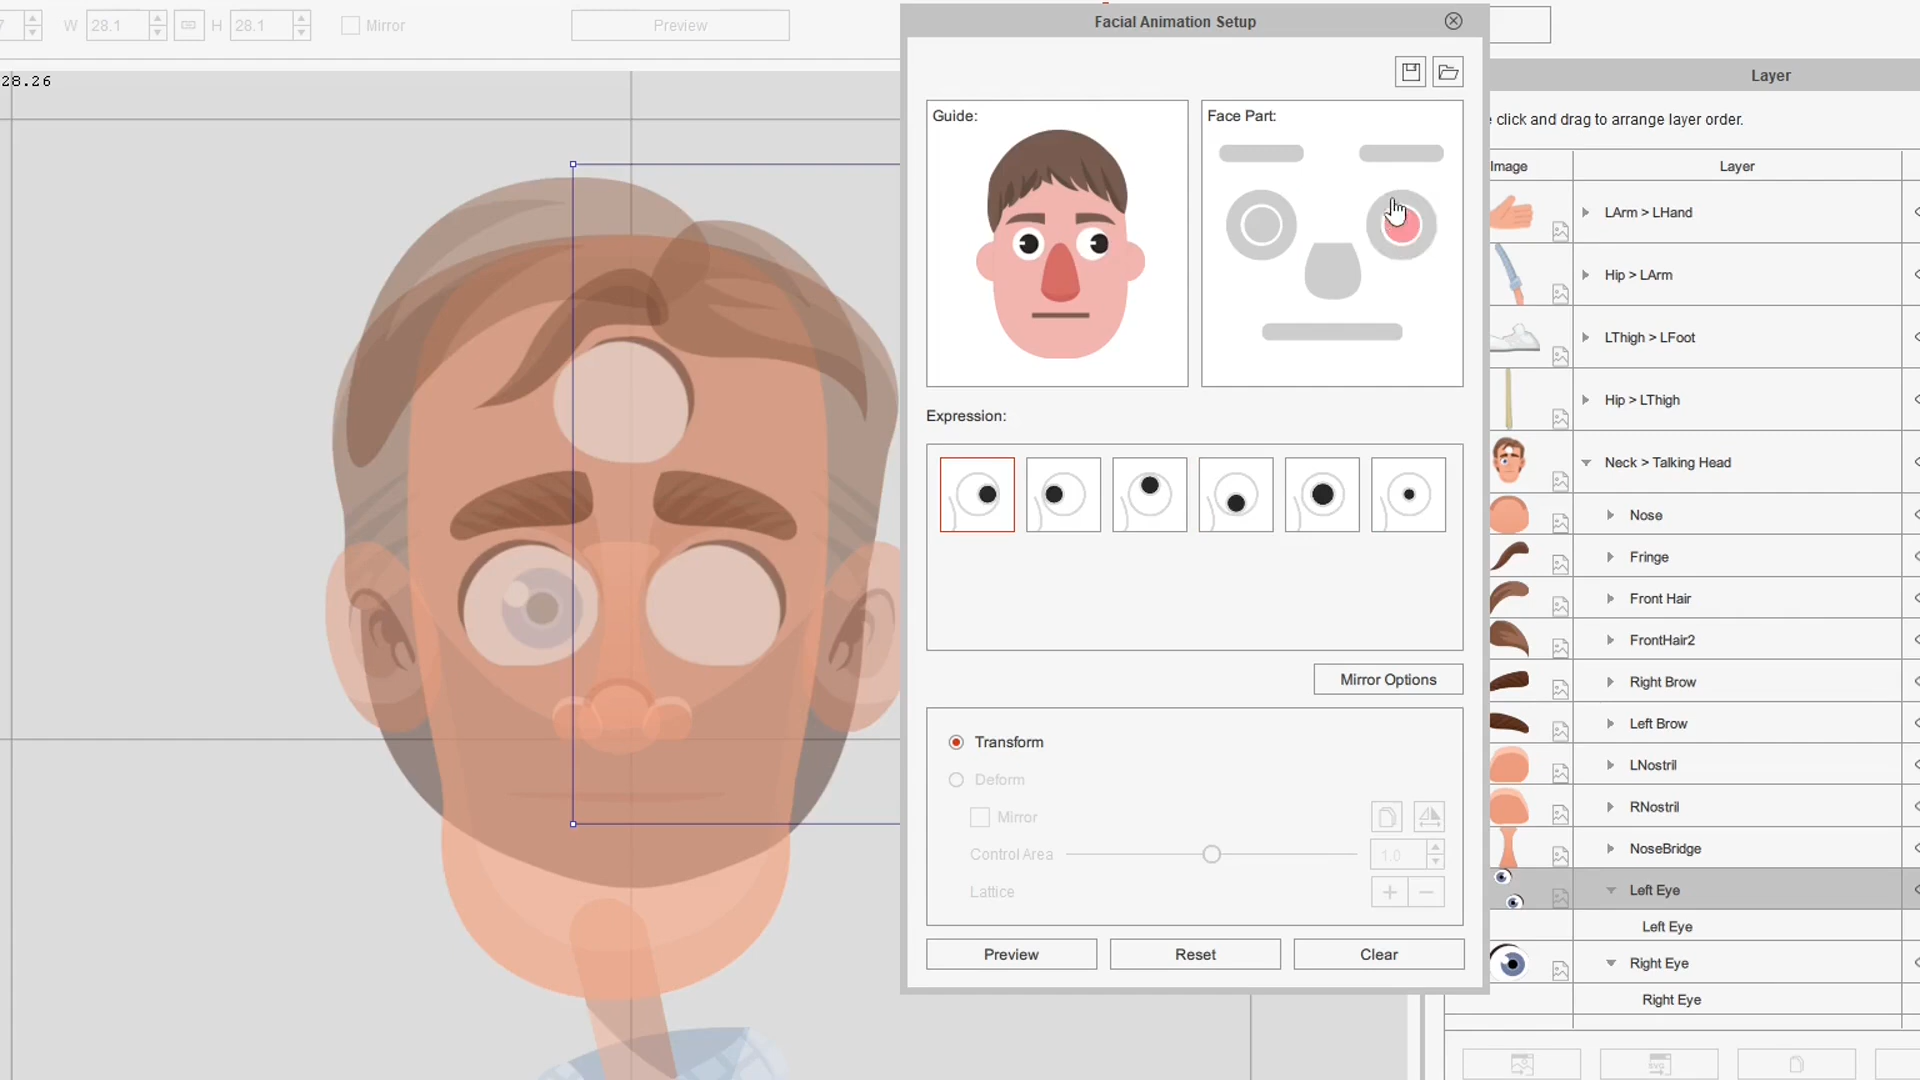 W 28.1 H 28.1 Mirror Preview
28.26
Facial Animation Setup
Guide:
Face Part:
Expression:
Mirror Options
Transform
Deform
Mirror
Control Area 1.0
Lattice
Preview Reset Clear
Layer
click and drag to arrange layer order.
Image Layer
LArm > LHand
Hip > LArm
LThigh > LFoot
Hip > LThigh
Neck > Talking Head
Nose
Fringe
Front Hair
FrontHair2
Right Brow
Left Brow
LNostril
RNostril
NoseBridge
Left Eye
Left Eye
Right Eye
Right Eye